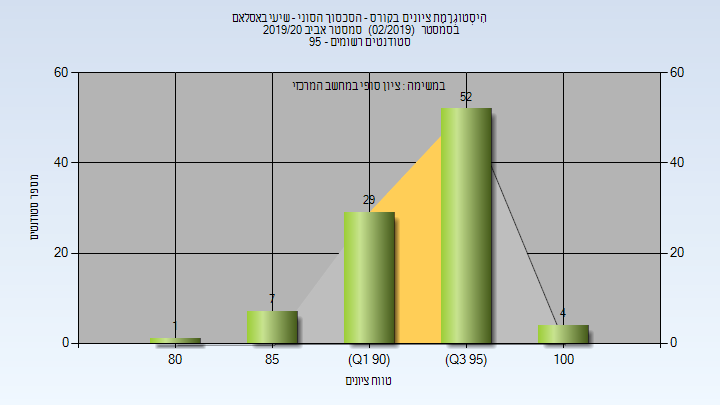 היסטוגרמת ציונים בקורס - הסכסוך הסוני - שיעי באסלאם
בסמסטר (02/2019) סמסטר אביב 2019/20
סטודנטים רשומים - 95
במשימה : ציון סופי במחשב המרכזי
60
40
20
0
60
40
20
0
מספר סטודנטים
1
7
29
52
4
80
85
(Q1 90)
(Q3 95)
100
טווח ציונים